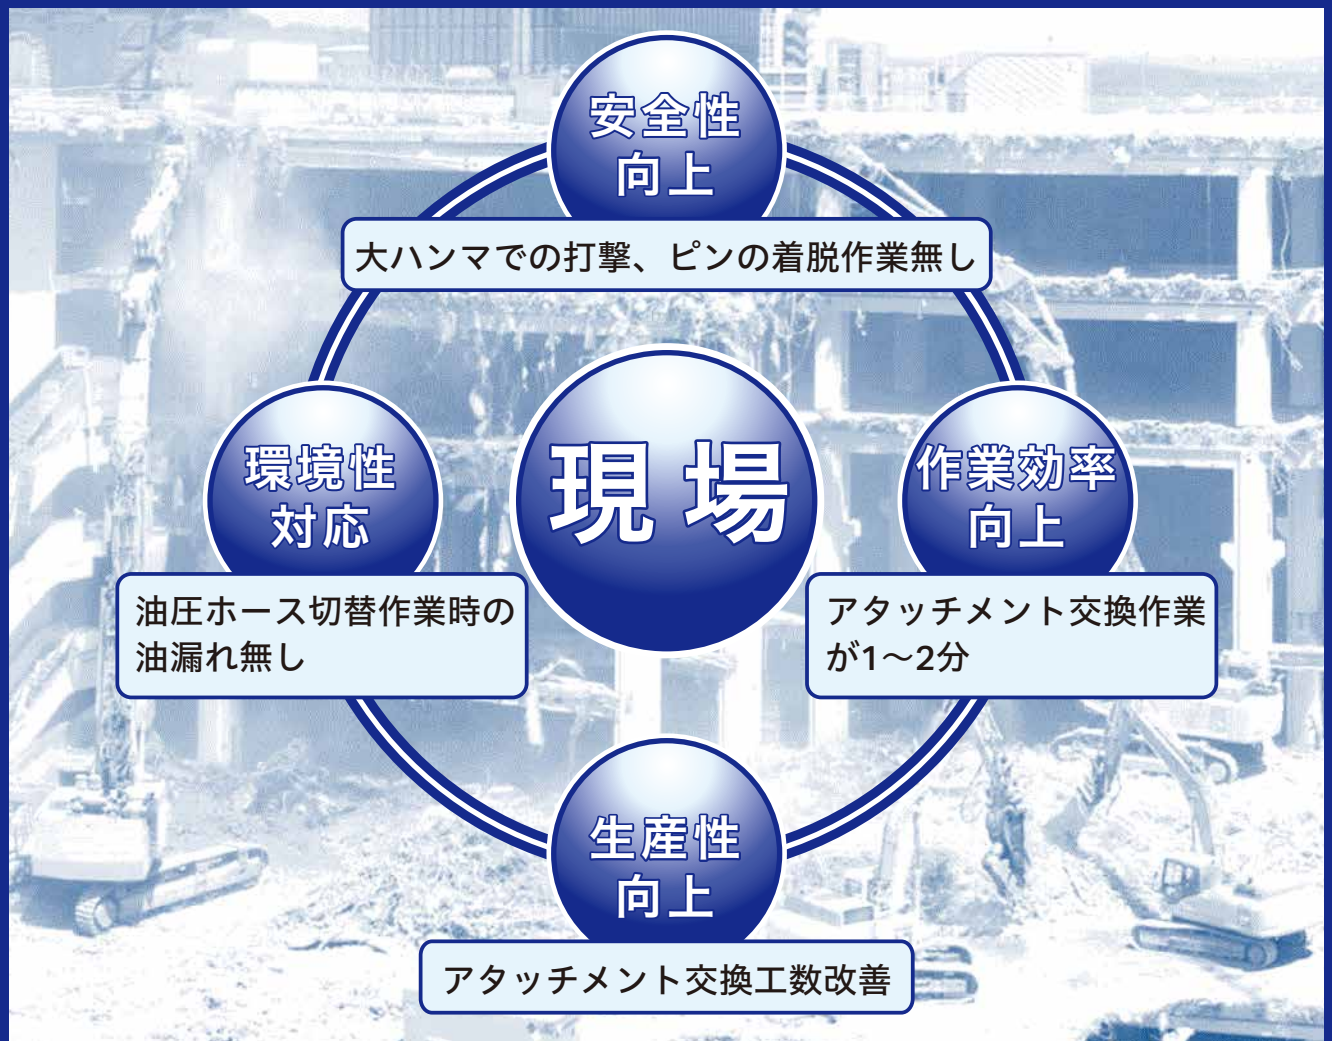 安全性
向上
大ハンマでの打撃、ピンの着脱作業無し
環境性
対応
油圧ホース切替作業時の
油漏れ無し
現場
作業効率
向上
アタッチメント交換作業
が1～2分
生産性
向上
アタッチメント交換工数改善